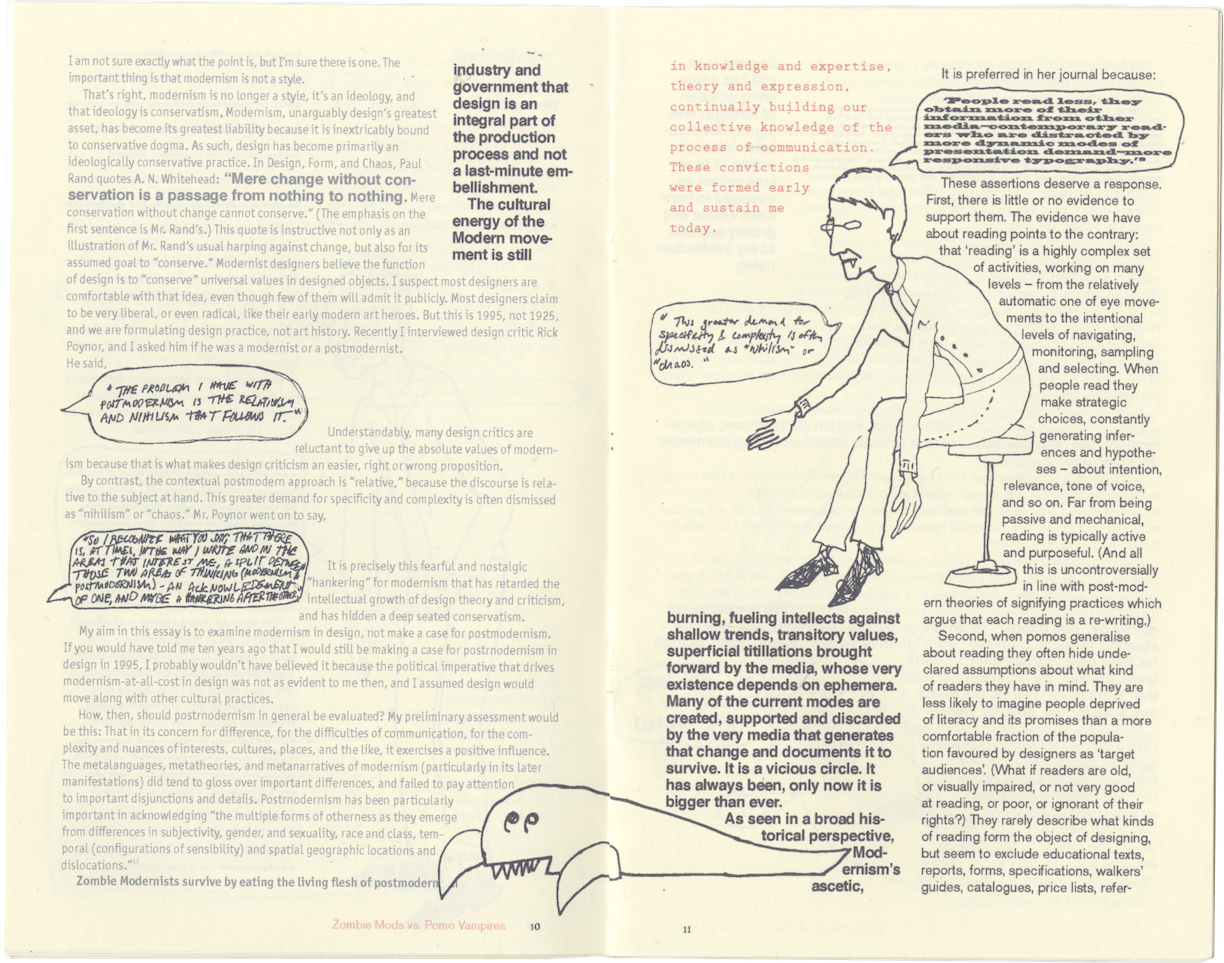 I am not sure exactly what the point is, but I'm sure there is one. The
important thing is that modernism is not a style.
That's right, modernism is no longer a style, it's an ideology, and
that ideology is conservatism. Modernism, unarguably design's greatest
asset, has become its greatest liability because it is inextricably bound
to conservative dogma. As such, design has become primarily an
ideologically conservative practice. In Design, Form, and Chaos, Paul
Rand quotes A. N. Whitehead: "Mere change without con-
servation is a passage from nothing to nothing. Mere
conservation without change cannot conserve." (The emphasis on the
first sentence is Mr. Rand's.) This quote is instructive not only as an
illustration of Mr. Rand's usual harping against change, but also for its
assumed goal to "conserve." Modernist designers believe the function
of design is to "conserve" universal values in designed objects. I suspect most designers are
comfortable with that idea, even though few of them will admit it publicly. Most designers claim
to be very liberal, or even radical, like their early modern art heroes. But this is 1995, not 1925,
and we are formulating design practice, not art history. Recently I interviewed design critic Rick
Poynor, and I asked him if he was a modernist or a postmodernist.
He said,
"THE PROBLEM I HAVE WITH
POSTMODERNISM IS THE RELATIVISM
AND NIHILISM THAT FOLLOWS IT."
Understandably, many design critics are
reluctant to give up the absolute values of modern-
ism because that is what makes design criticism an easier, right or wrong proposition.
By contrast, the contextual postmodern approach is "relative," because the discourse is rela-
tive to the subject at hand. This greater demand for specificity and complexity is often dismissed
as "nihilism" or "chaos." Mr. Poynor went on to say,
"SO I RECOGNIZE WHAT YOU SAY, THAT THERE
IS, AT TIMES, IN THE WAY I WRITE AND IN THE
AREAS THAT INTEREST ME, A SPLIT BETWEEN
THOSE TWO AREAS OF THINKING (MODERNISM &
POSTMODERNISM) - AN ACKNOWLEDGEMENT
OF ONE, AND MAYBE A HANKERING AFTER THE OTHER."
It is precisely this fearful and nostalgic
"hankering" for modernism that has retarded the
intellectual growth of design theory and criticism,
and has hidden a deep seated conservatism.
My aim in this essay is to examine modernism in design, not make a case for postmodernism.
If you would have told me ten years ago that I would still be making a case for postrnodernism in
design in 1995, I probably wouldn't have believed it because the political imperative that drives
modernism-at-all-cost in design was not as evident to me then, and I assumed design would
move along with other cultural practices.
How, then, should postrnodernism in general be evaluated? My preliminary assessment would
be this: That in its concern for difference, for the difficulties of communication, for the com-
plexity and nuances of interests, cultures, places, and the like, it exercises a positive influence.
The metalanguages, metatheories, and metanarratives of modernism (particularly in its later
manifestations) did tend to gloss over important differences, and failed to pay attention
to important disjunctions and details. Postrnodernism has been particularly
important in acknowledging "the multiple forms of otherness as they emerge
from differences in subjectivity, gender, and sexuality, race and class, tem-
poral (configurations of sensibility) and spatial geographic locations and
dislocations."
Zombie Modernists survive by eating the living flesh of postmodern
industry and
government that
design is an
integral part of
the production
process and not
a last-minute em-
bellishment.
The cultural
energy of the
Modern move-
ment is still
Zombie Mods vs. Pomo Vampires 10
in knowledge and expertise,
theory and expression,
continually building our
collective knowledge of the
process of communication.
These convictions
were formed early
and sustain me
today.
"This greater demand for
specificity & complexity is often
dismissed as "nihilism" or
"chaos."
burning, fueling intellects against
shallow trends, transitory values,
superficial titillations brought
forward by the media, whose very
existence depends on ephemera.
Many of the current modes are
created, supported and discarded
by the very media that generates
that change and documents it to
survive. It is a vicious circle. It
has always been, only now it is
bigger than ever.
As seen in a broad his-
torical perspective,
Mod-
ernism's
ascetic,
It is preferred in her journal because:
'People read less, they
obtain more of their
information from other
media—contemporary read-
ers who are distracted by
more dynamic modes of
presentation demand—more
responsive typography.'
These assertions deserve a response.
First, there is little or no evidence to
support them. The evidence we have
about reading points to the contrary:
that 'reading' is a highly complex set
of activities, working on many
levels – from the relatively
automatic one of eye move-
ments to the intentional
levels of navigating,
monitoring, sampling
and selecting. When
people read they
make strategic
choices, constantly
generating infer-
ences and hypothe-
ses – about intention,
relevance, tone of voice,
and so on. Far from being
passive and mechanical,
reading is typically active
and purposeful. (And all
this is uncontroversially
in line with post-mod-
ern theories of signifying practices which
argue that each reading is a re-writing.)
Second, when pomos generalise
about reading they often hide unde-
clared assumptions about what kind
of readers they have in mind. They are
less likely to imagine people deprived
of literacy and its promises than a more
comfortable fraction of the popula-
tion favoured by designers as 'target
audiences'. (What if readers are old,
or visually impaired, or not very good
at reading, or poor, or ignorant of their
rights?) They rarely describe what kinds
of reading form the object of designing,
but seem to exclude educational texts,
reports, forms, specifications, walkers'
guides, catalogues, price lists, refer-
11